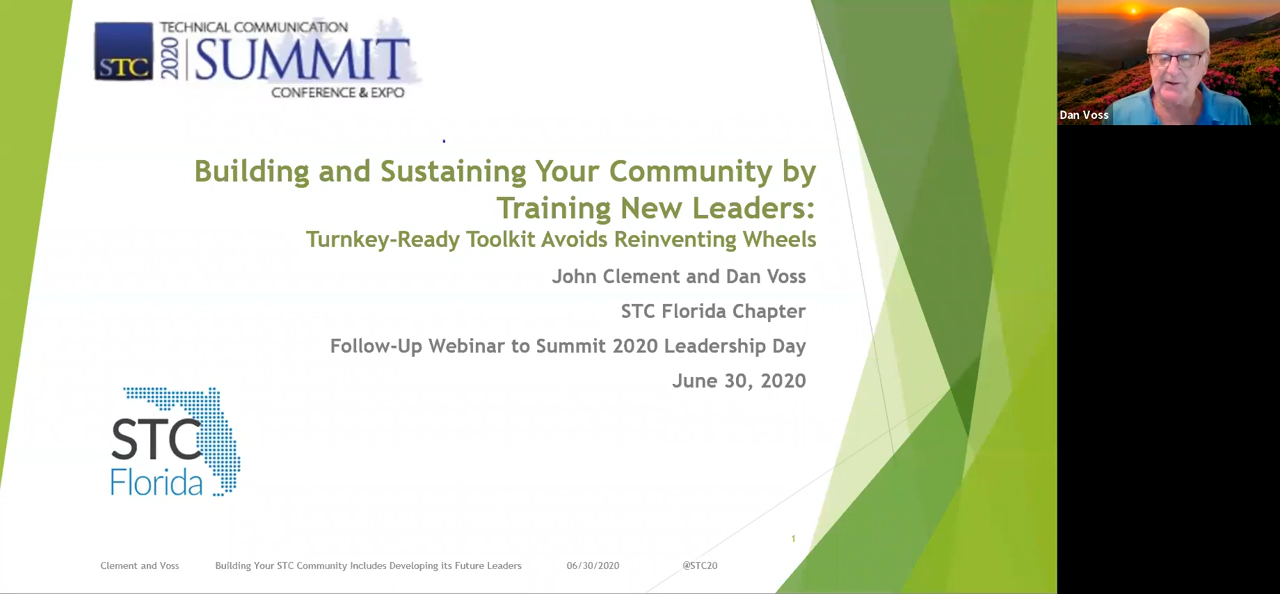 TECHNICAL COMMUNICATION
STC
2020
SUMMIT
CONFERENCE & EXPO
Dan Voss
Building and Sustaining Your Community by
Training New Leaders:
Turnkey-Ready Toolkit Avoids Reinventing Wheels
John Clement and Dan Voss
STC Florida Chapter
Follow-Up Webinar to Summit 2020 Leadership Day
June 30, 2020
STC
Florida
1
Clement and Voss Building Your STC Community Includes Developing its Future Leaders 06/30/2020 @STC20